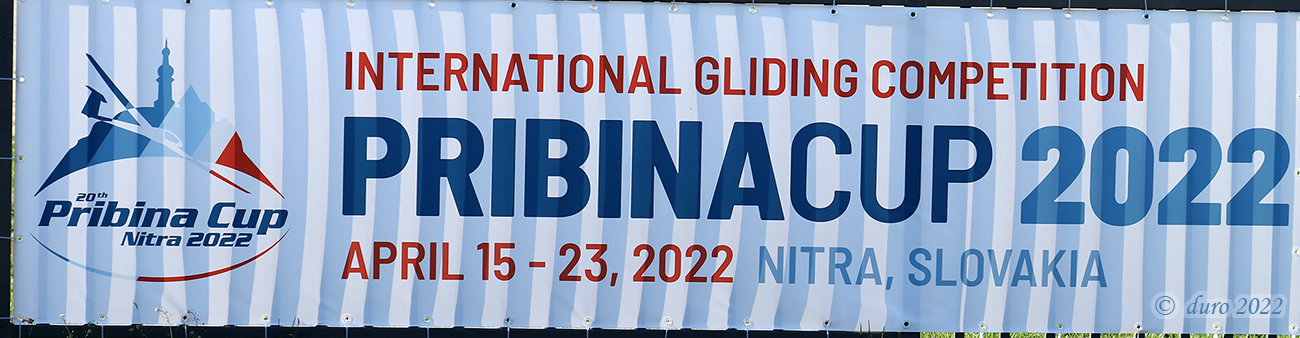 20th
Pribina Cup
Nitra 2022
INTERNATIONAL GLIDING COMPETITION
PRIBINACUP 2022
APRIL 15 - 23, 2022 NITRA, SLOVAKIA
© duro 2022